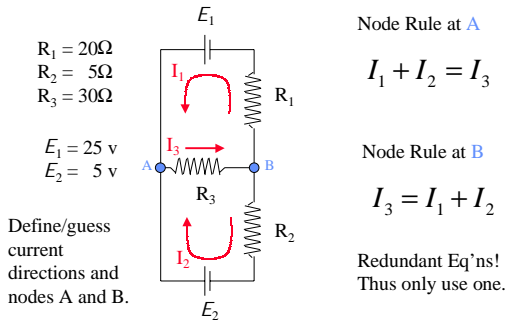 E₁
R₁ = 20Ω
R₂ = 5Ω
R₃ = 30Ω
I₁
R₁
E₁ = 25 v
E₂ = 5 v
I₃
A
B
R₃
Define/guess
current
directions and
nodes A and B.
I₂
R₂
E₂
Node Rule at A
I₁ + I₂ = I₃
Node Rule at B
I₃ = I₁ + I₂
Redundant Eq'ns!
Thus only use one.